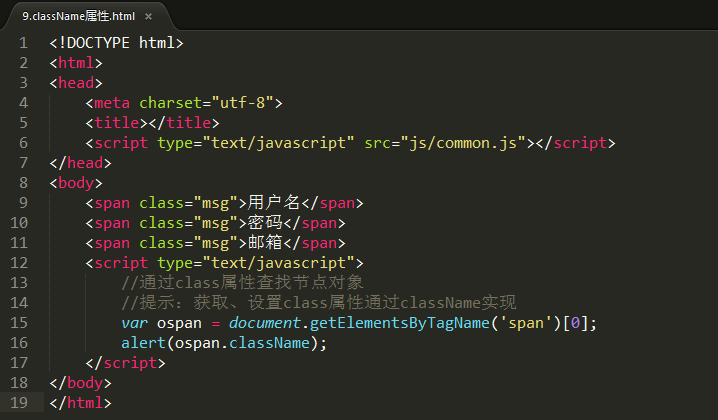 9.className属性.html ×
1 <!DOCTYPE html>
2 <html>
3 <head>
4     <meta charset="utf-8">
5     <title></title>
6     <script type="text/javascript" src="js/common.js"></script>
7 </head>
8 <body>
9     <span class="msg">用户名</span>
10     <span class="msg">密码</span>
11     <span class="msg">邮箱</span>
12     <script type="text/javascript">
13         //通过class属性查找节点对象
14         //提示：获取、设置class属性通过className实现
15         var ospan = document.getElementsByTagName('span')[0];
16         alert(ospan.className);
17     </script>
18 </body>
19 </html>